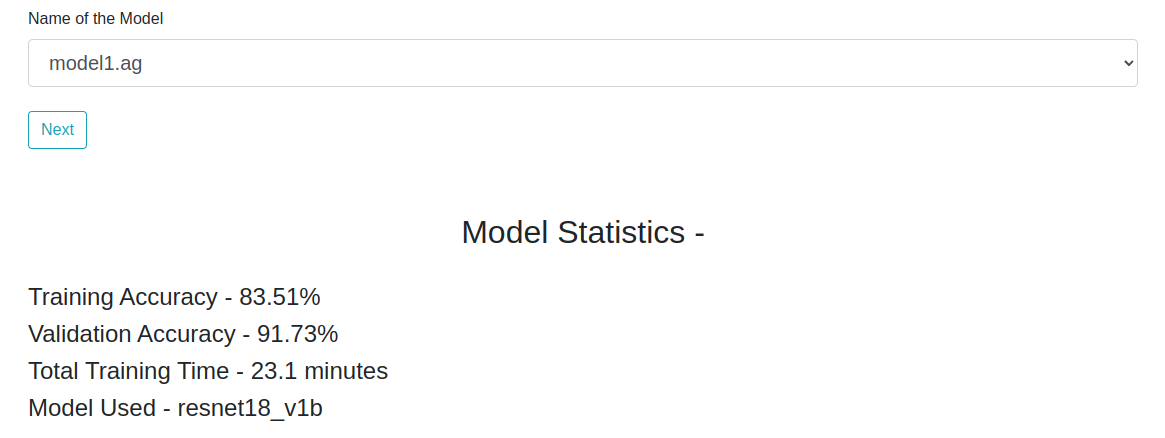 Name of the Model
model1.ag
Next
Model Statistics -
Training Accuracy - 83.51%
Validation Accuracy - 91.73%
Total Training Time - 23.1 minutes
Model Used - resnet18_v1b